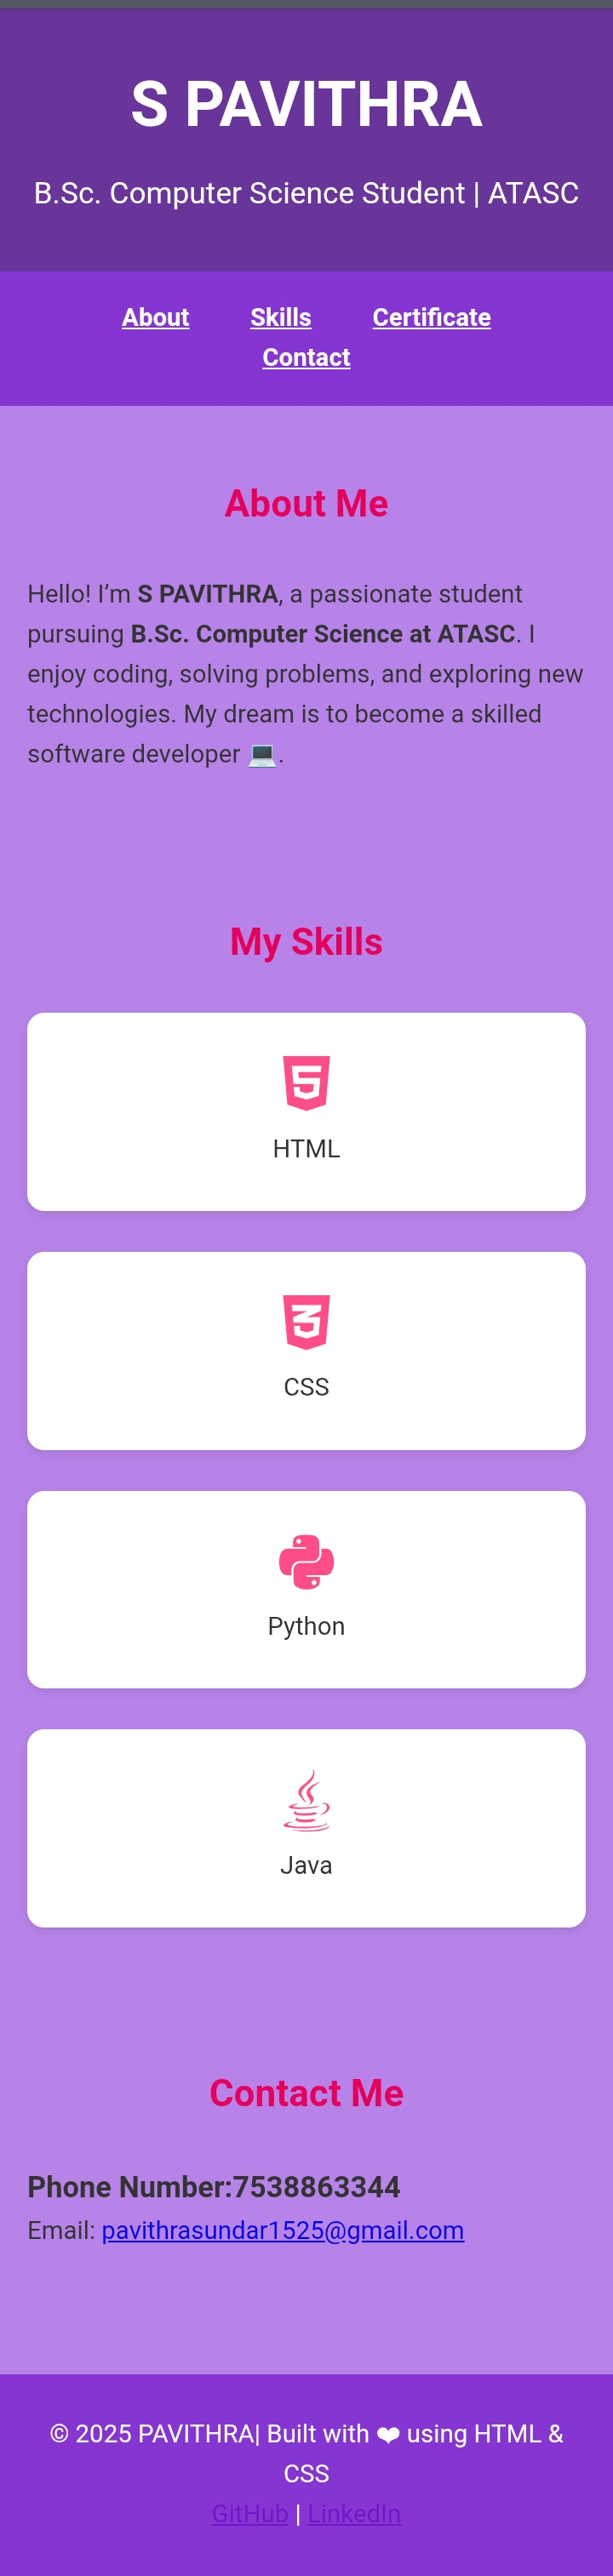 S PAVITHRA
B.Sc. Computer Science Student | ATASC
About Skills Certificate
Contact
About Me
Hello! I’m S PAVITHRA, a passionate student
pursuing B.Sc. Computer Science at ATASC. I
enjoy coding, solving problems, and exploring new
technologies. My dream is to become a skilled
software developer 💻.
My Skills
HTML
CSS
Python
Java
Contact Me
Phone Number:7538863344
Email: pavithrasundar1525@gmail.com
© 2025 PAVITHRA| Built with ❤ using HTML &
CSS
GitHub | LinkedIn